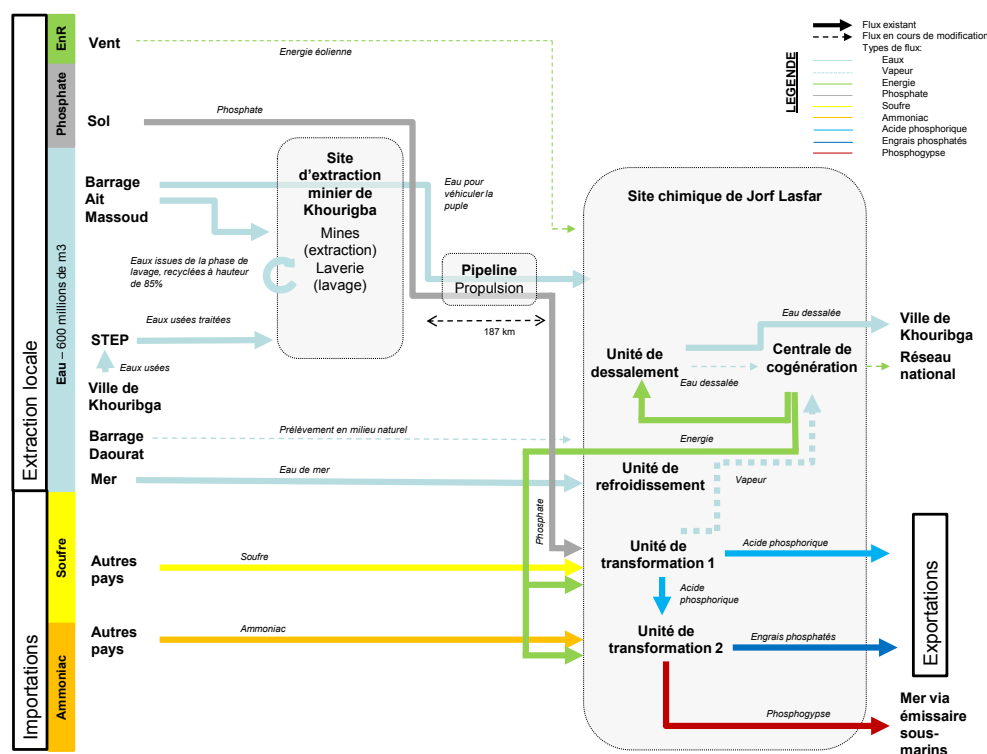 Extraction locale
Importations
EnR
Phosphate
Eau – 600 millions de m3
Soufre
Ammoniac
Vent
Energie éolienne
Sol
Phosphate
Barrage
Ait
Massoud
Site
d'extraction
minier de
Khourigba
Mines
(extraction)
Laverie
(lavage)
Eaux issues de la phase de
lavage, recyclées à hauteur
de 85%
Eau pour
véhiculer la
puple
Pipeline
Propulsion
187 km
STEP
Eaux usées traitées
Eaux usées
Ville de
Khouribga
Barrage
Daourat
Prélèvement en milieu naturel
Mer
Eau de mer
Autres
pays
Soufre
Autres
pays
Ammoniac
Phosphate
Site chimique de Jorf Lasfar
Unité de
dessalement
Eau dessalée
Eau dessalée
Centrale de
cogénération
Energie
Unité de
refroidissement
Vapeur
Unité de
transformation 1
Acide phosphorique
Acide
phosphorique
Unité de
transformation 2
Engrais phosphatés
Phosphogypse
Ville de
Khouribga
Réseau
national
Exportations
Mer via
émissaire
sous-
marins
LEGENDE
Flux existant
Flux en cours de modification
Types de flux:
Eaux
Vapeur
Energie
Phosphate
Soufre
Ammoniac
Acide phosphorique
Engrais phosphatés
Phosphogypse